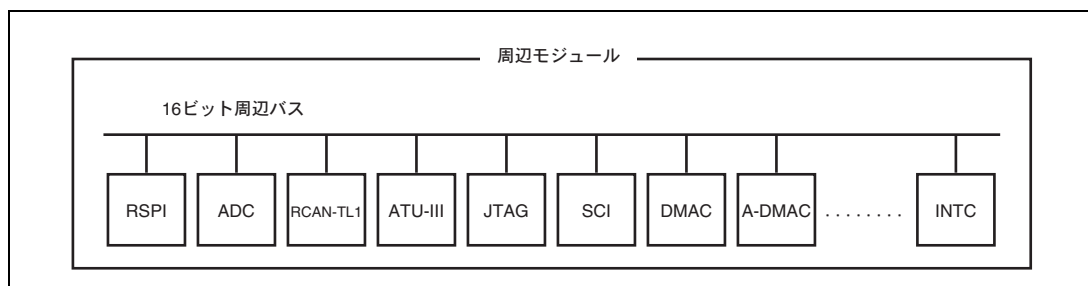 周辺モジュール
16ビット周辺バス
RSPI ADC RCAN-TL1 ATU-III JTAG SCI DMAC A-DMAC ........ INTC